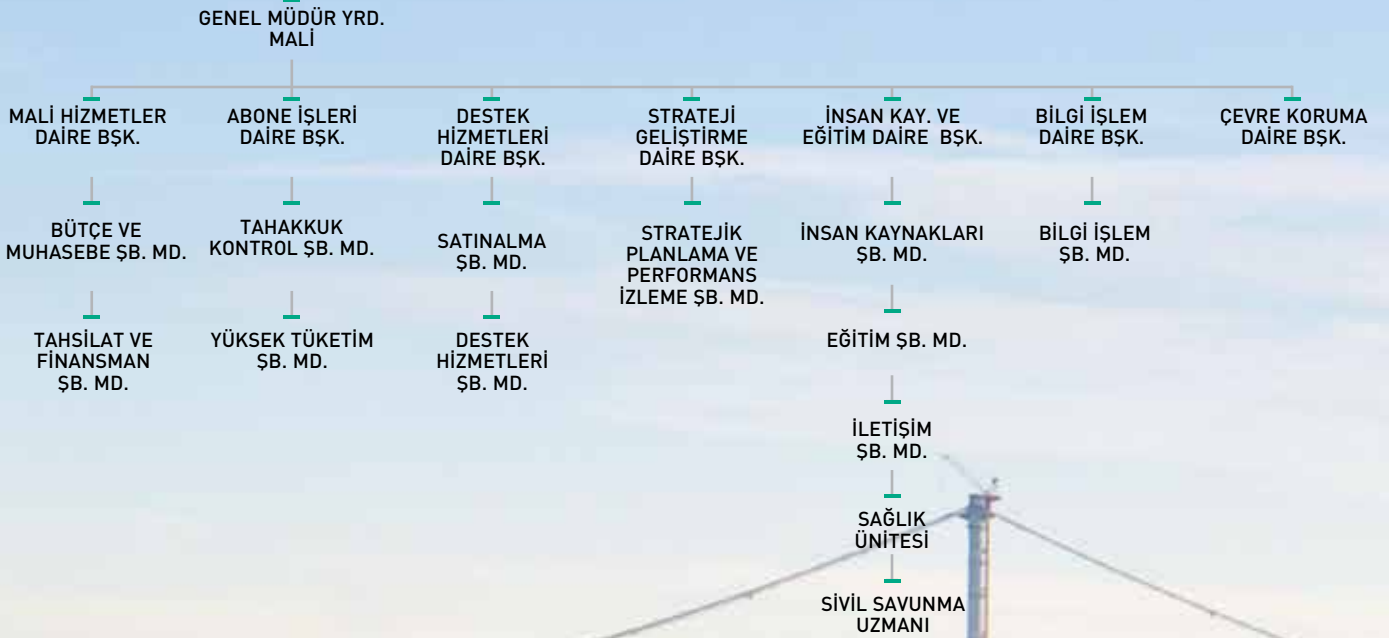 GENEL MÜDÜR YRD.
MALİ
MALİ HİZMETLER
DAİRE BŞK.
ABONE İŞLERİ
DAİRE BŞK.
DESTEK
HİZMETLERİ
DAİRE BŞK.
STRATEJİ
GELİŞTİRME
DAİRE BŞK.
İNSAN KAY. VE
EĞİTİM DAİRE BŞK.
BİLGİ İŞLEM
DAİRE BŞK.
ÇEVRE KORUMA
DAİRE BŞK.
BÜTÇE VE
MUHASEBE ŞB. MD.
TAHAKKUK
KONTROL ŞB. MD.
SATINALMA
ŞB. MD.
STRATEJİK
PLANLAMA VE
PERFORMANS
İZLEME ŞB. MD.
İNSAN KAYNAKLARI
ŞB. MD.
BİLGİ İŞLEM
ŞB. MD.
TAHSİLAT VE
FİNANSMAN
ŞB. MD.
YÜKSEK TÜKETİM
ŞB. MD.
DESTEK
HİZMETLERİ
ŞB. MD.
EĞİTİM ŞB. MD.
İLETİŞİM
ŞB. MD.
SAĞLIK
ÜNİTESİ
SİVİL SAVUNMA
UZMANI